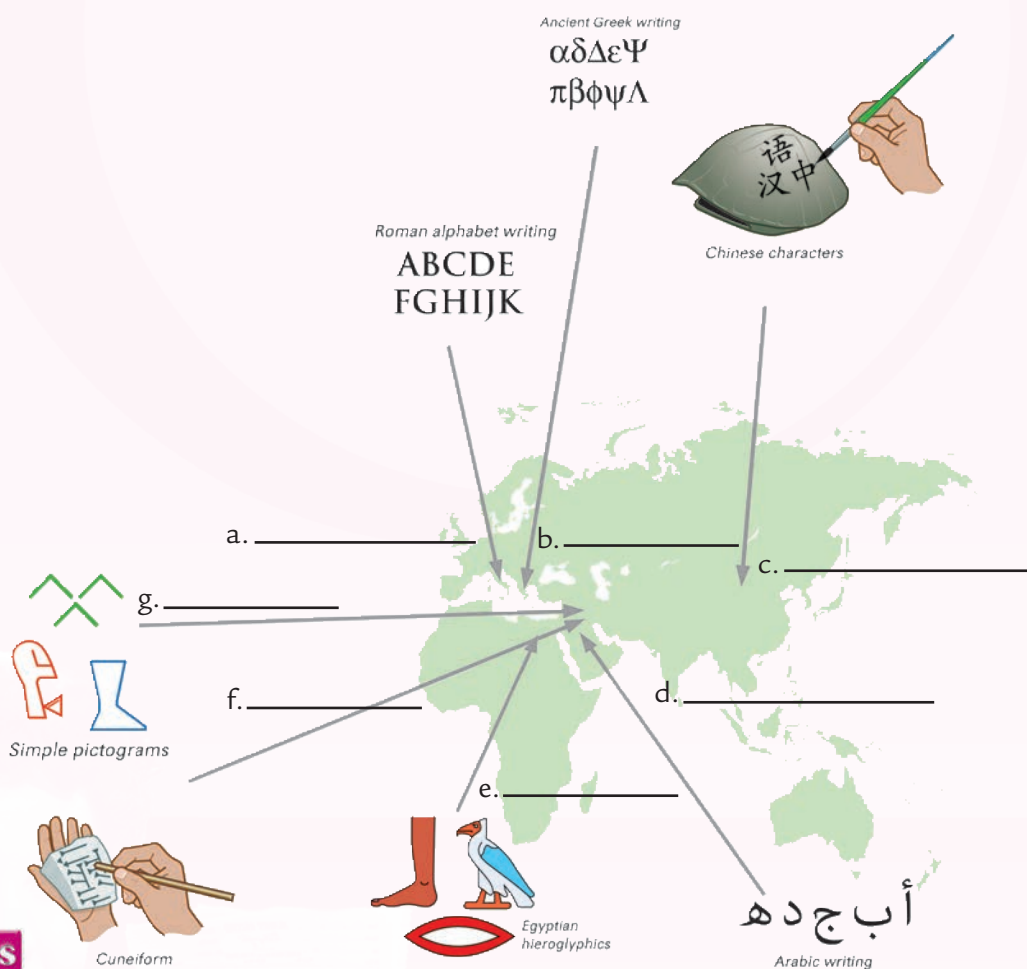 Ancient Greek writing
αδΔεΨ
πβφψΛ
语
汉中
Roman alphabet writing
ABCDE
FGHIJK
Chinese characters
a.
b.
c.
g.
f.
d.
Simple pictograms
e.
Egyptian
hieroglyphics
أ ب ج د ه
Arabic writing
Cuneiform
S